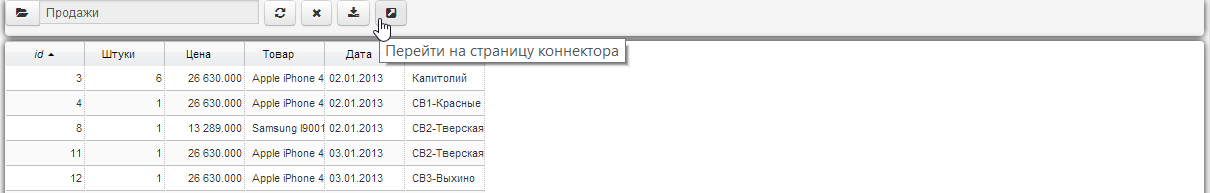 Продажи
Перейти на страницу коннектора
id Штуки Цена Товар Дата
3 6 26 630.000 Apple iPhone 4 02.01.2013 Капитолий
4 1 26 630.000 Apple iPhone 4 02.01.2013 СВ1-Красные
8 1 13 289.000 Samsung I9001 02.01.2013 СВ2-Тверская
11 1 26 630.000 Apple iPhone 4 03.01.2013 СВ2-Тверская
12 1 26 630.000 Apple iPhone 4 03.01.2013 СВ3-Выхино